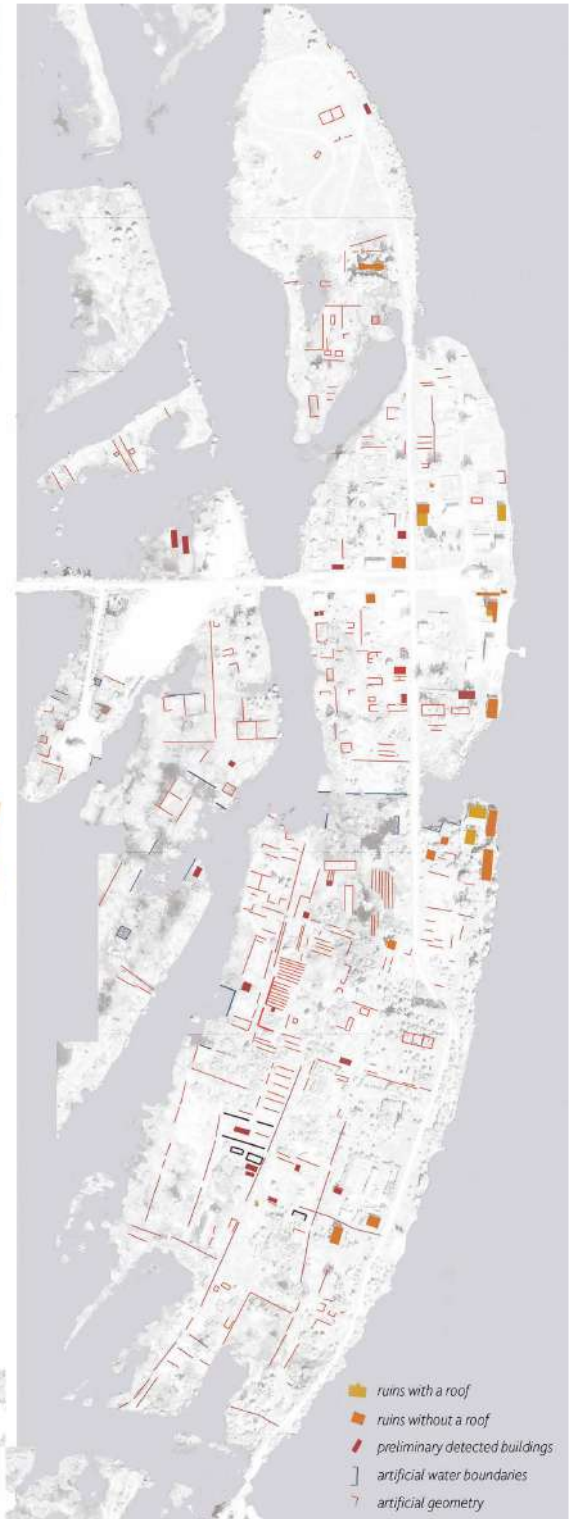 ruins with a roof
ruins without a roof
preliminary detected buildings
artificial water boundaries
artificial geometry